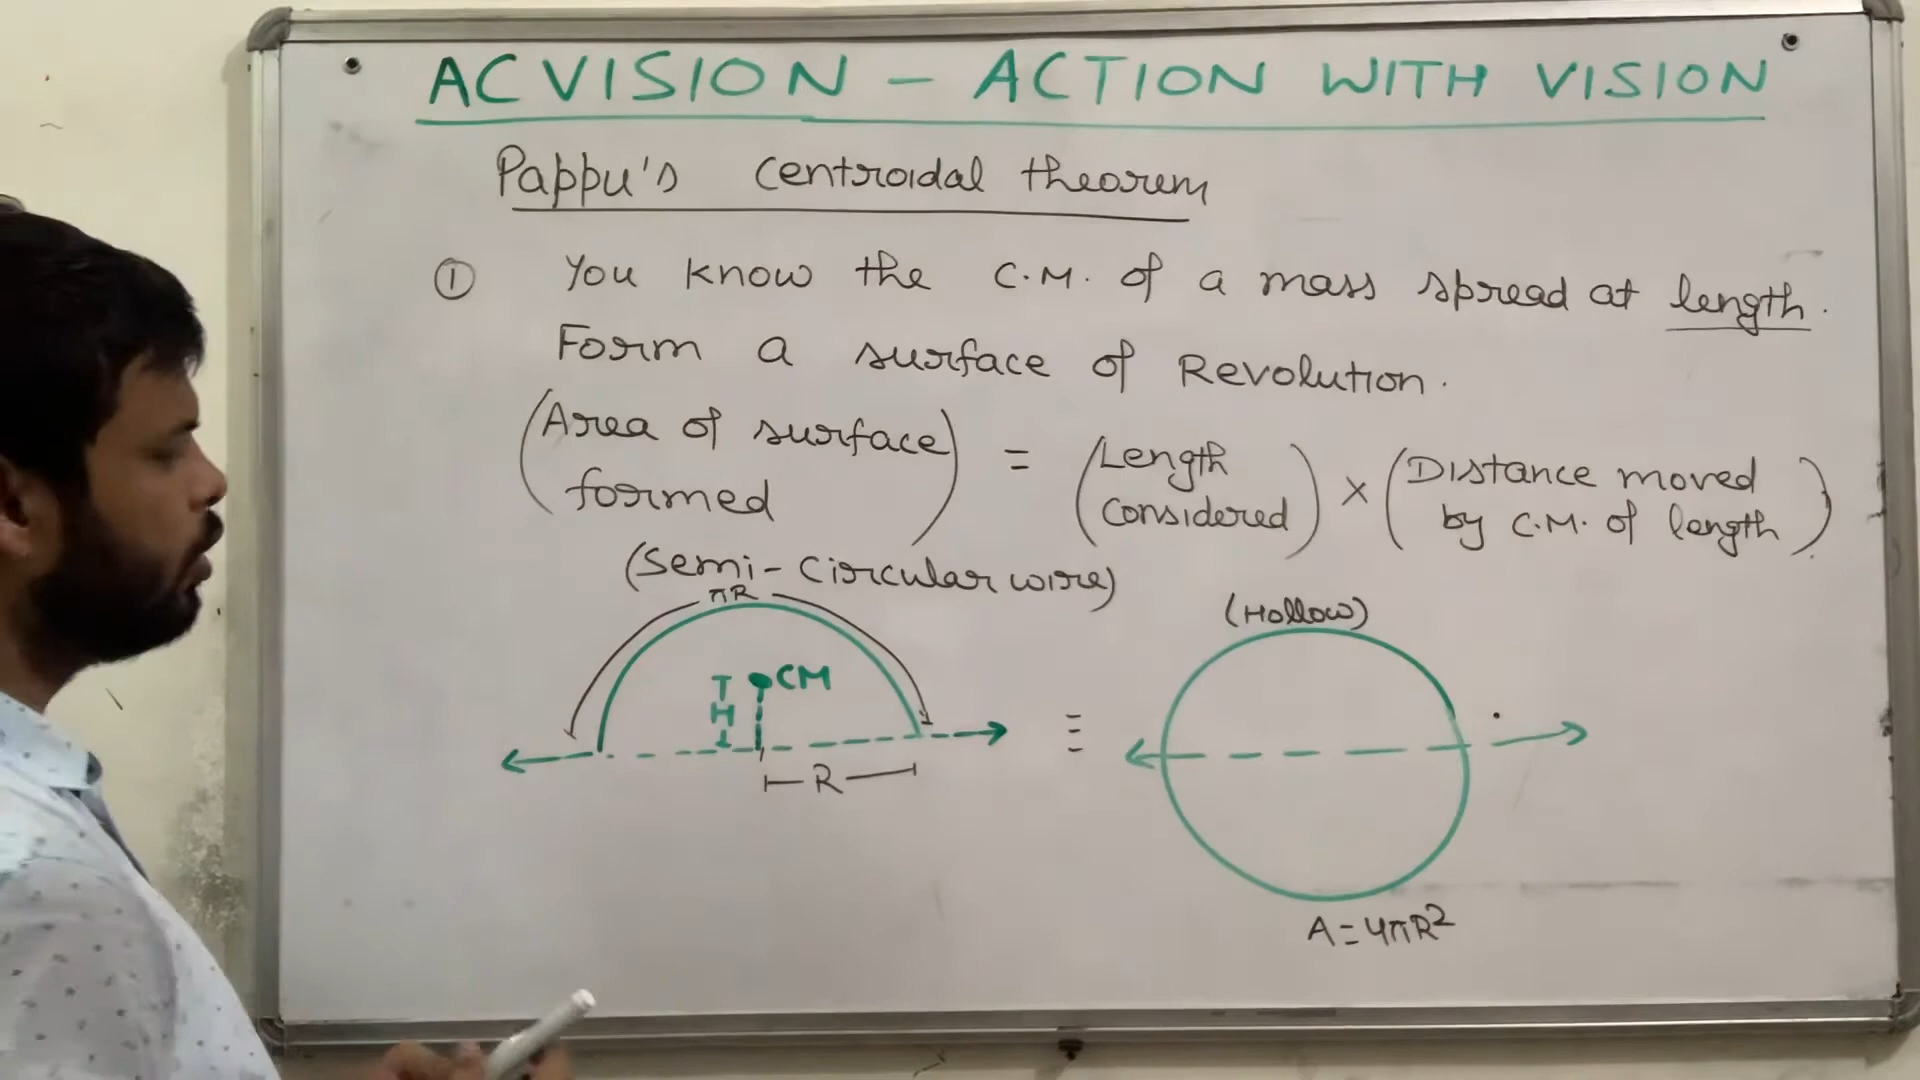 ACVISION - ACTION WITH VISION
Pappu's centroidal theorem
① You know the C.M. of a mass spread at length.
Form a surface of Revolution.
(Area of surface formed) = (Length considered) × (Distance moved by C.M. of length)
(Semi-circular wire)
πR
(Hollow)
CM
H
≡
R
A=4πR²